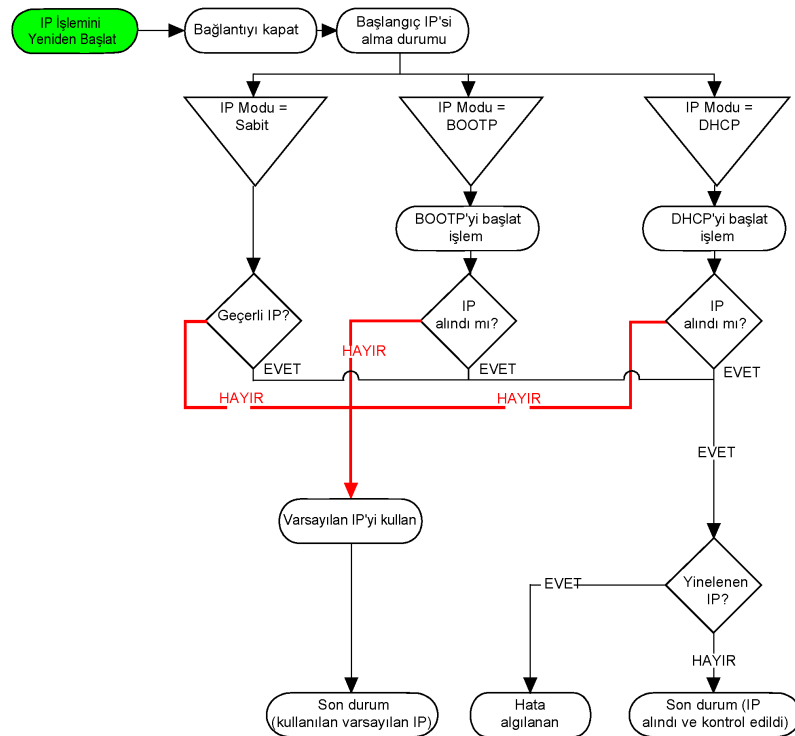 IP İşlemini
Yeniden Başlat
Bağlantıyı kapat
Başlangıç IP'si
alma durumu
IP Modu =
Sabit
IP Modu =
BOOTP
IP Modu =
DHCP
BOOTP'yi başlat
işlem
DHCP'yi başlat
işlem
Geçerli IP?
IP
alındı mı?
IP
alındı mı?
HAYIR
EVET
EVET
EVET
HAYIR
HAYIR
EVET
Varsayılan IP'yi kullan
Yinelenen
IP?
EVET
HAYIR
Son durum
(kullanılan varsayılan IP)
Hata
algılanan
Son durum (IP
alındı ve kontrol edildi)